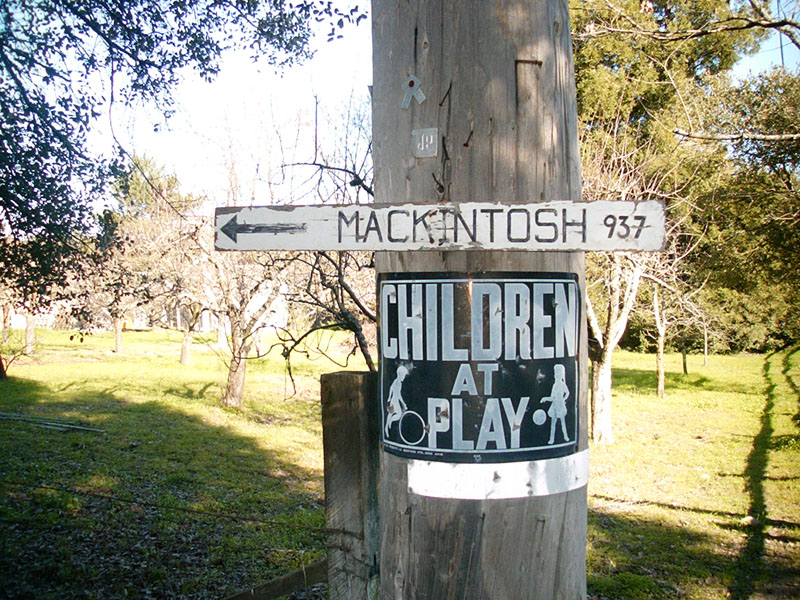 MACKINTOSH 937
CHILDREN
AT
PLAY